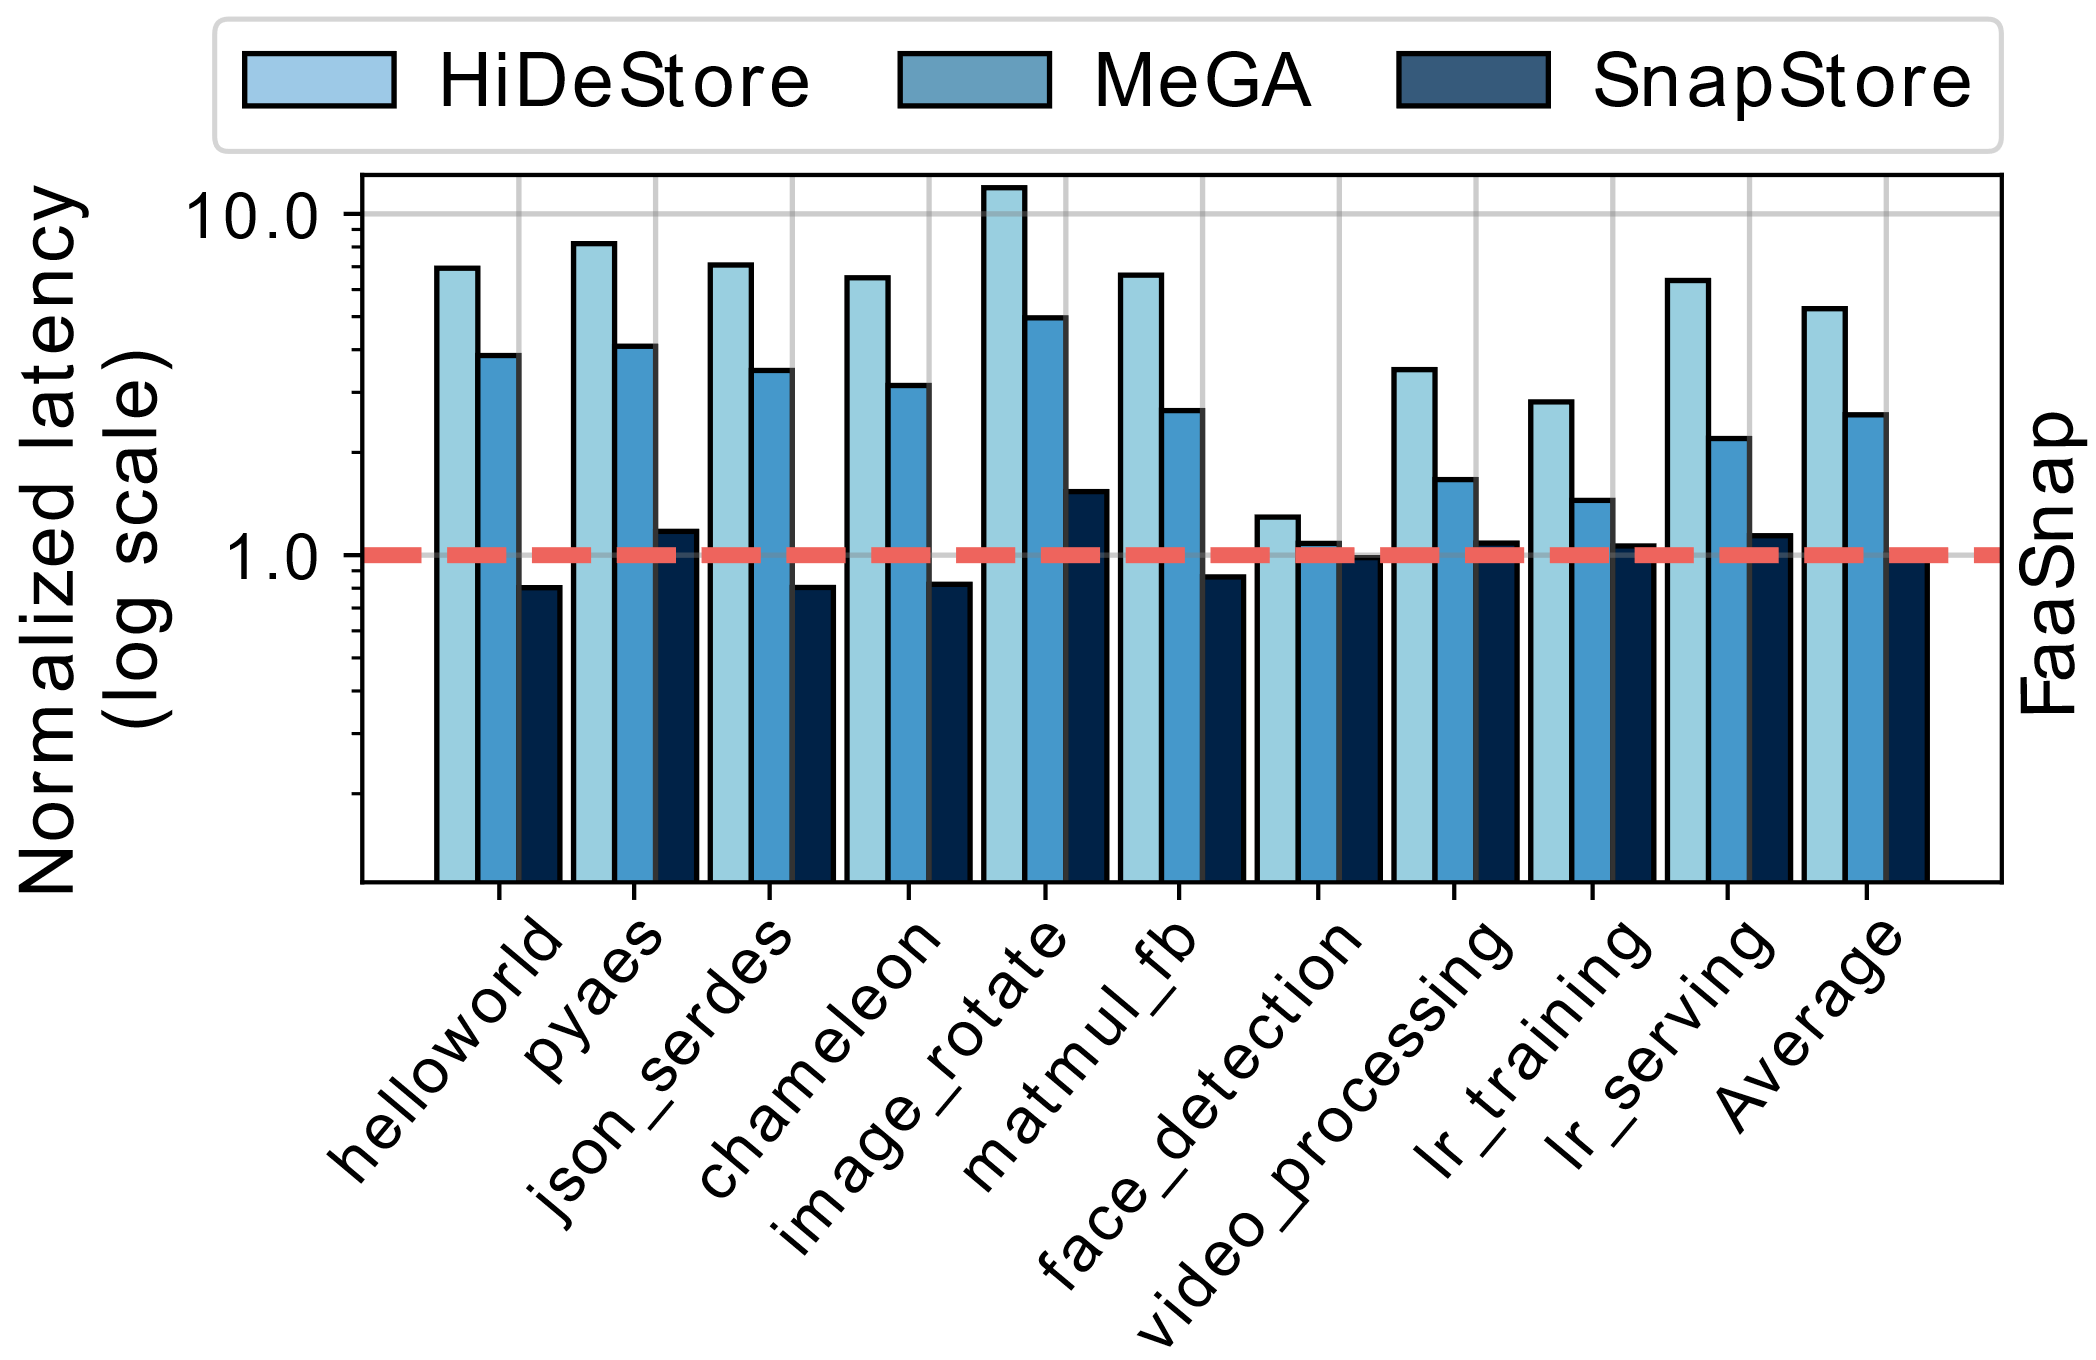 HiDeStore MeGA SnapStore
Normalized latency
(log scale)
10.0
1.0
FaaSnap
helloworld
pyaes
json_serdes
chameleon
image_rotate
matmul_fb
face_detection
video_processing
lr_training
lr_serving
Average